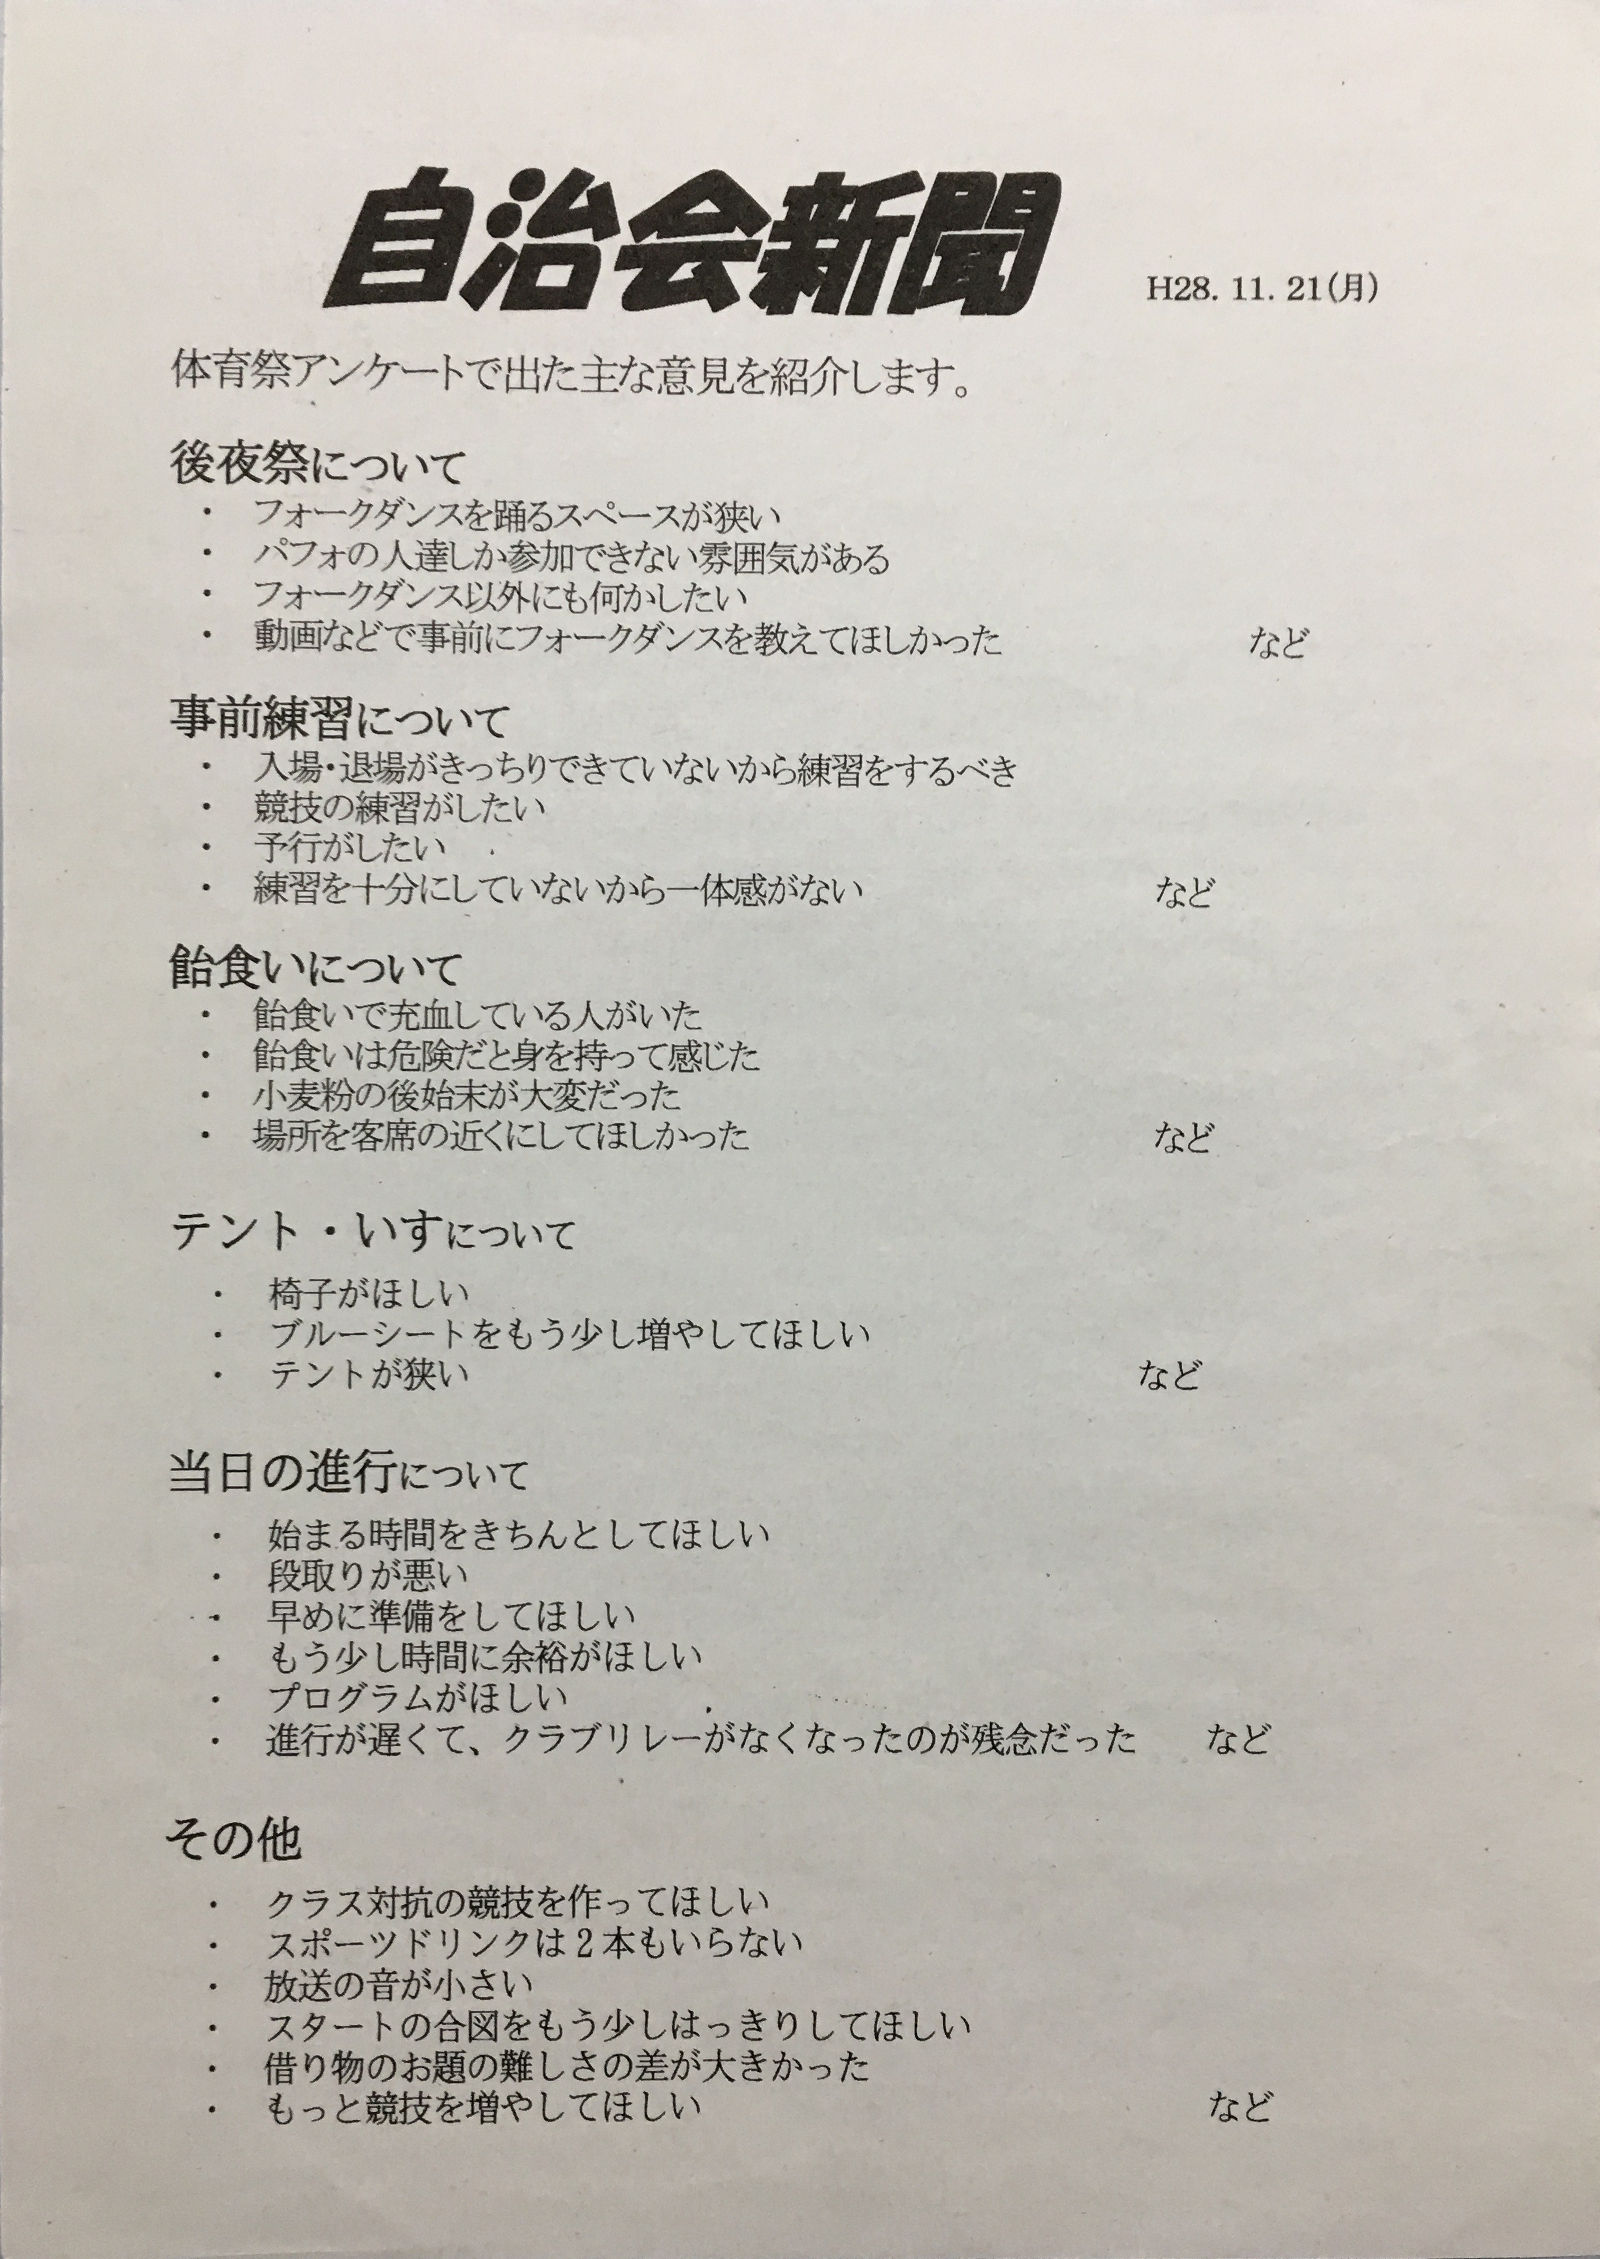 自治会新聞
H28. 11. 21(月)
体育祭アンケートで出た主な意見を紹介します。
後夜祭について
・ フォークダンスを踊るスペースが狭い
・ パフォの人達しか参加できない雰囲気がある
・ フォークダンス以外にも何かしたい
・ 動画などで事前にフォークダンスを教えてほしかった など
事前練習について
・ 入場・退場がきっちりできていないから練習をするべき
・ 競技の練習がしたい
・ 予行がしたい
・ 練習を十分にしていないから一体感がない など
飴食いについて
・ 飴食いで充血している人がいた
・ 飴食いは危険だと身を持って感じた
・ 小麦粉の後始末が大変だった
・ 場所を客席の近くにしてほしかった など
テント・いすについて
・ 椅子がほしい
・ ブルーシートをもう少し増やしてほしい
・ テントが狭い など
当日の進行について
・ 始まる時間をきちんとしてほしい
・ 段取りが悪い
・ 早めに準備をしてほしい
・ もう少し時間に余裕がほしい
・ プログラムがほしい
・ 進行が遅くて、クラブリレーがなくなったのが残念だった など
その他
・ クラス対抗の競技を作ってほしい
・ スポーツドリンクは2本もいらない
・ 放送の音が小さい
・ スタートの合図をもう少しはっきりしてほしい
・ 借り物のお題の難しさの差が大きかった
・ もっと競技を増やしてほしい など